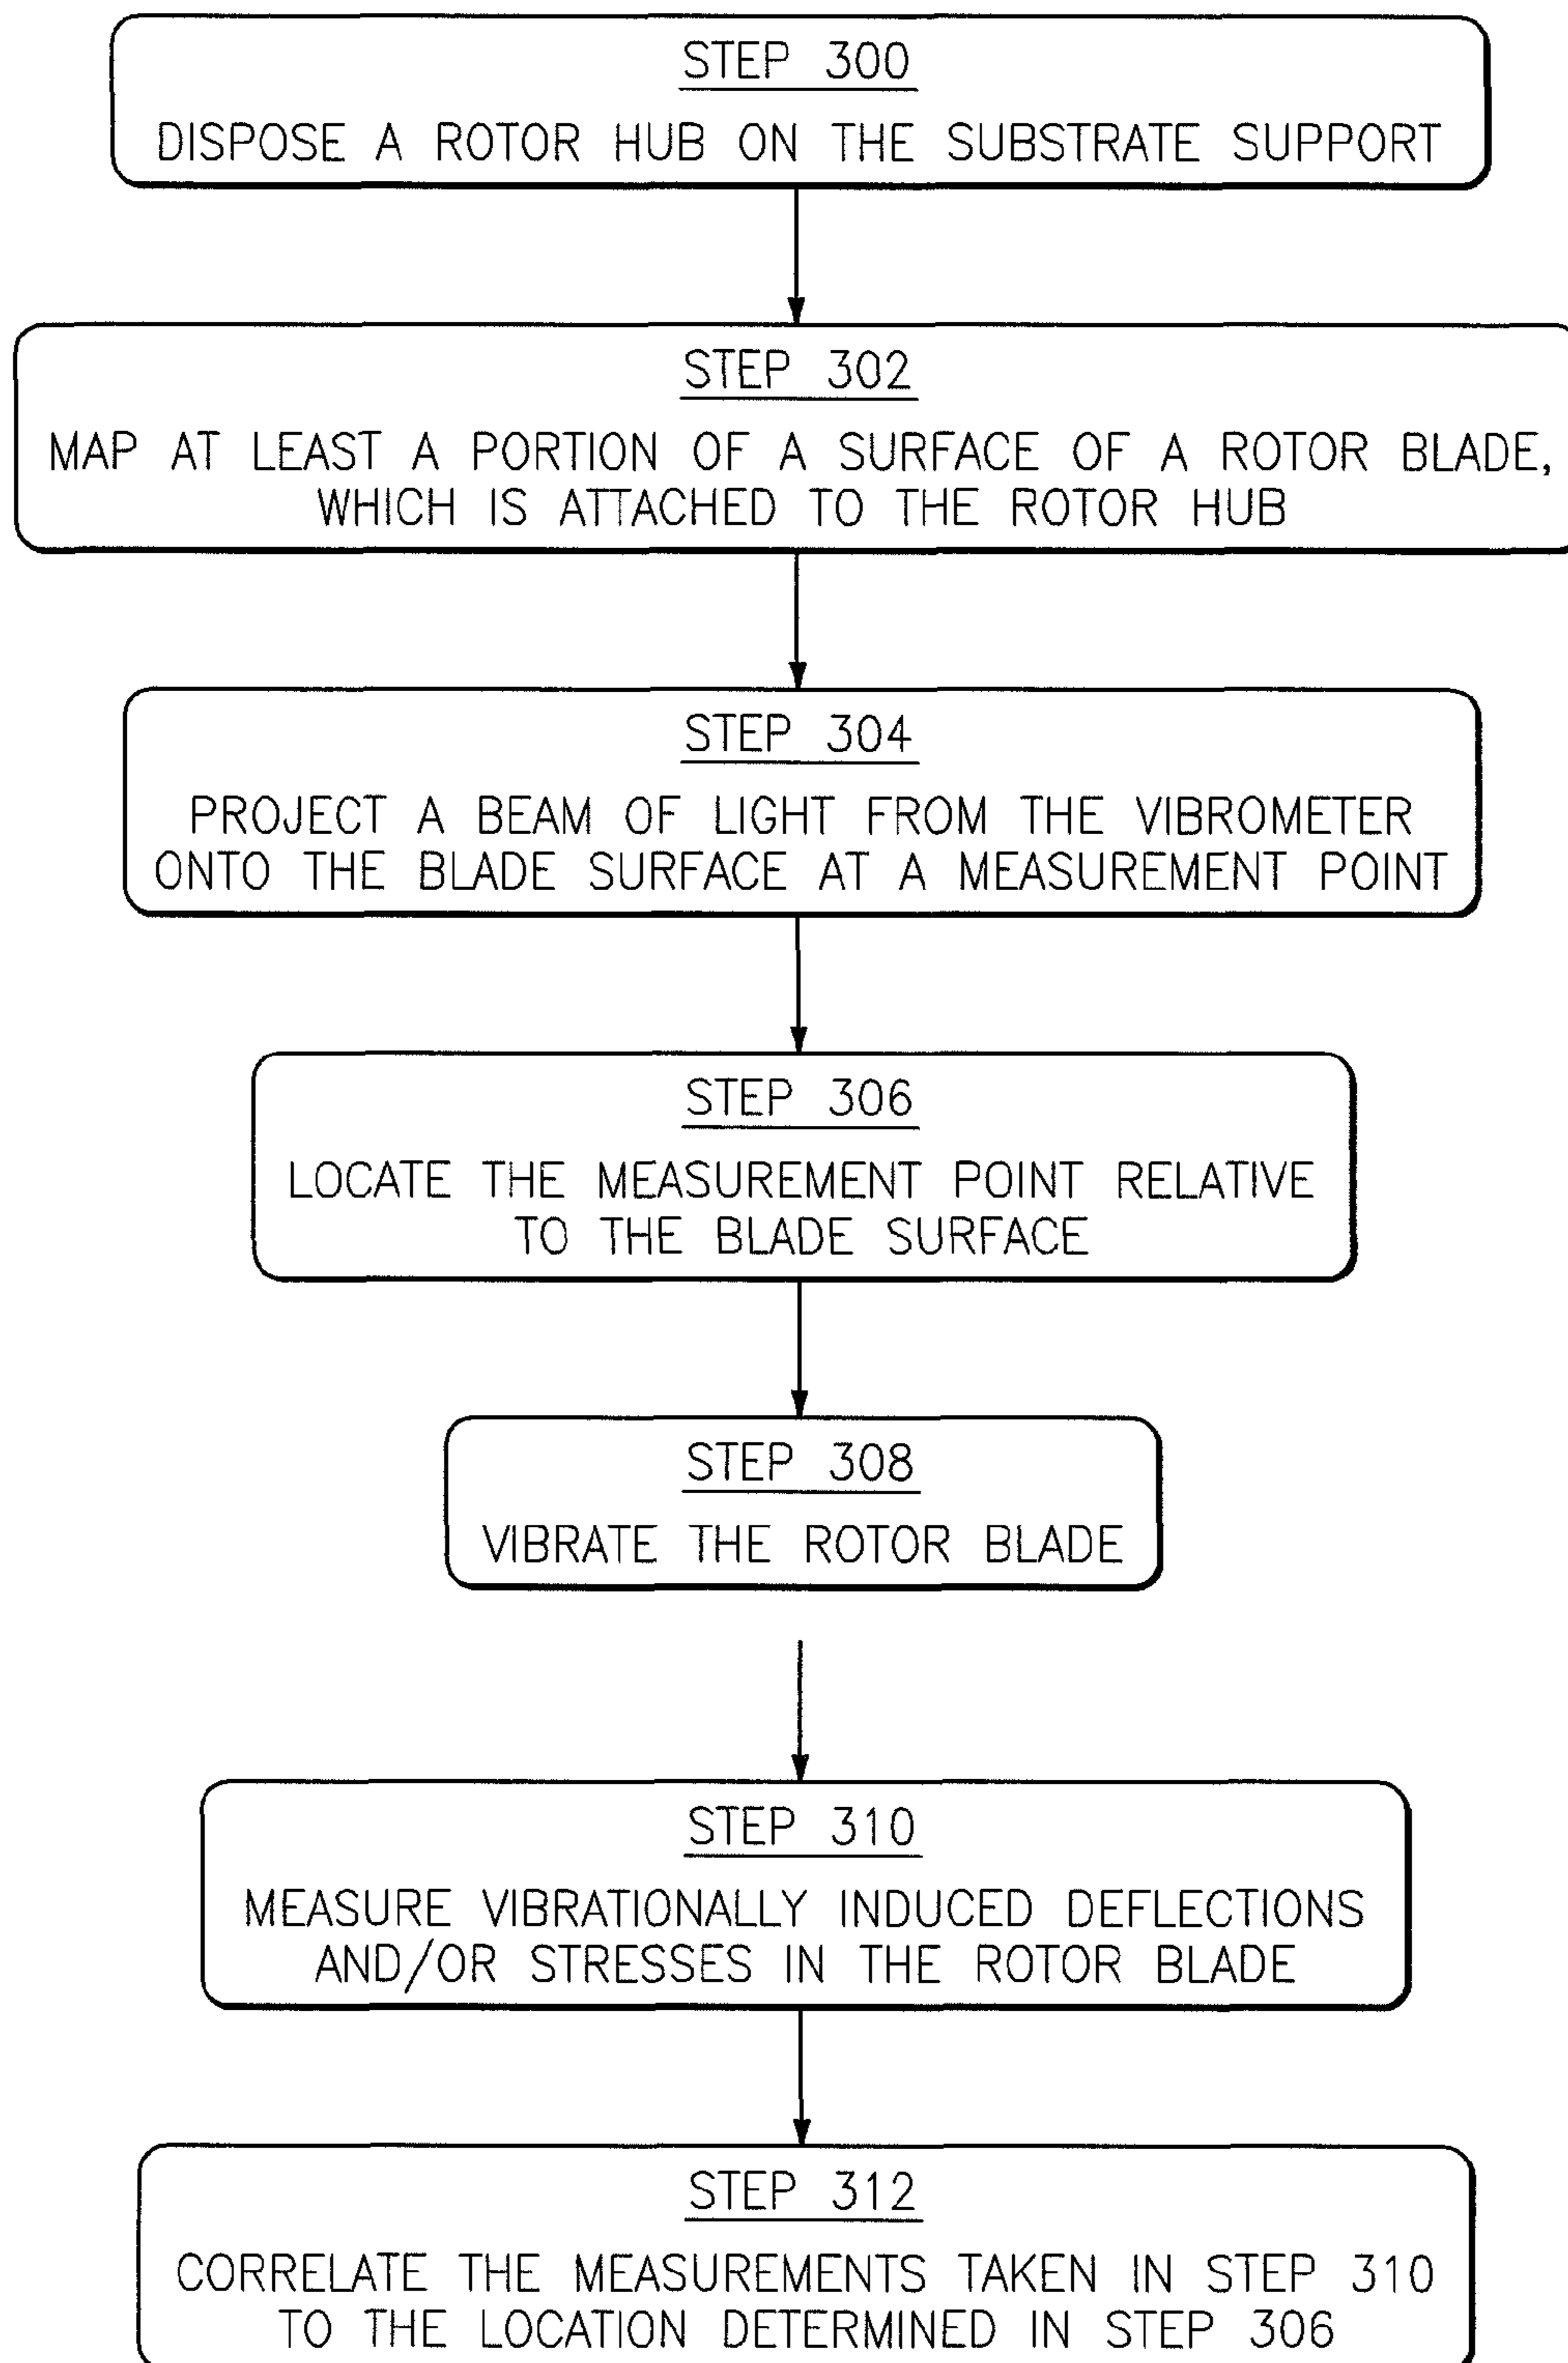 STEP 300
DISPOSE A ROTOR HUB ON THE SUBSTRATE SUPPORT
STEP 302
MAP AT LEAST A PORTION OF A SURFACE OF A ROTOR BLADE,
WHICH IS ATTACHED TO THE ROTOR HUB
STEP 304
PROJECT A BEAM OF LIGHT FROM THE VIBROMETER
ONTO THE BLADE SURFACE AT A MEASUREMENT POINT
STEP 306
LOCATE THE MEASUREMENT POINT RELATIVE
TO THE BLADE SURFACE
STEP 308
VIBRATE THE ROTOR BLADE
STEP 310
MEASURE VIBRATIONALLY INDUCED DEFLECTIONS
AND/OR STRESSES IN THE ROTOR BLADE
STEP 312
CORRELATE THE MEASUREMENTS TAKEN IN STEP 310
TO THE LOCATION DETERMINED IN STEP 306